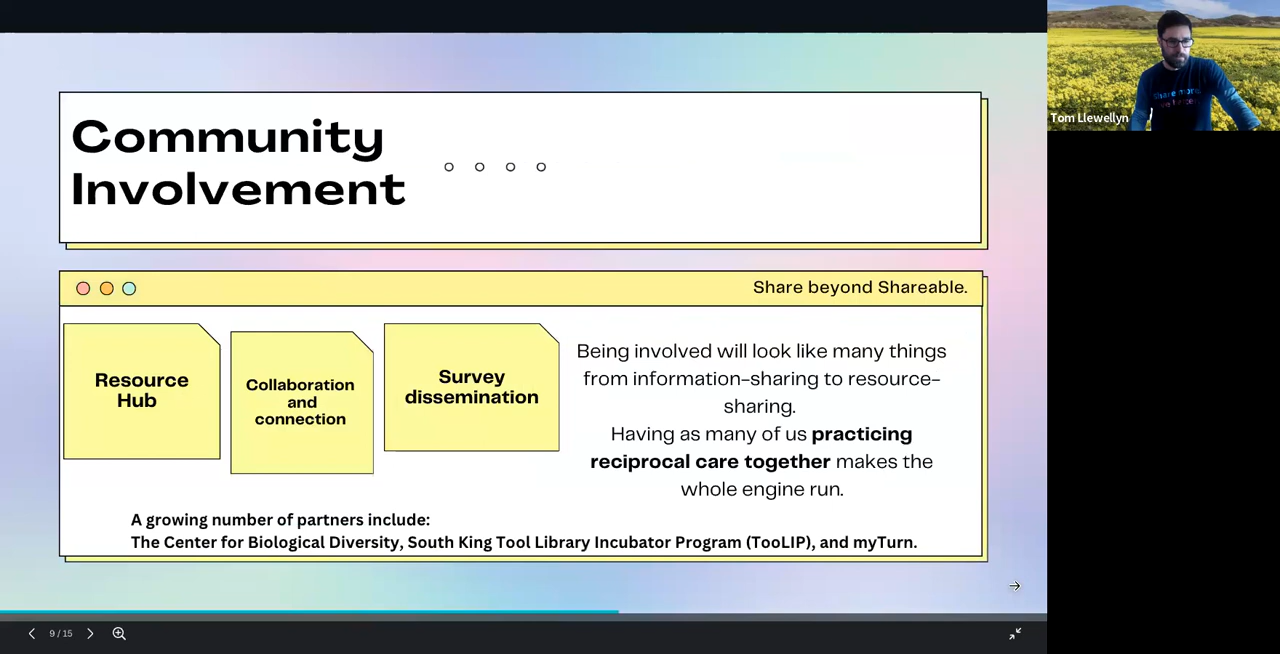 Community
Involvement
Share beyond Shareable.
Resource
Hub
Collaboration
and
connection
Survey
dissemination
Being involved will look like many things
from information-sharing to resource-
sharing.
Having as many of us practicing
reciprocal care together makes the
whole engine run.
A growing number of partners include:
The Center for Biological Diversity, South King Tool Library Incubator Program (TooLIP), and myTurn.
9 / 15
Share more.
Tom Llewellyn